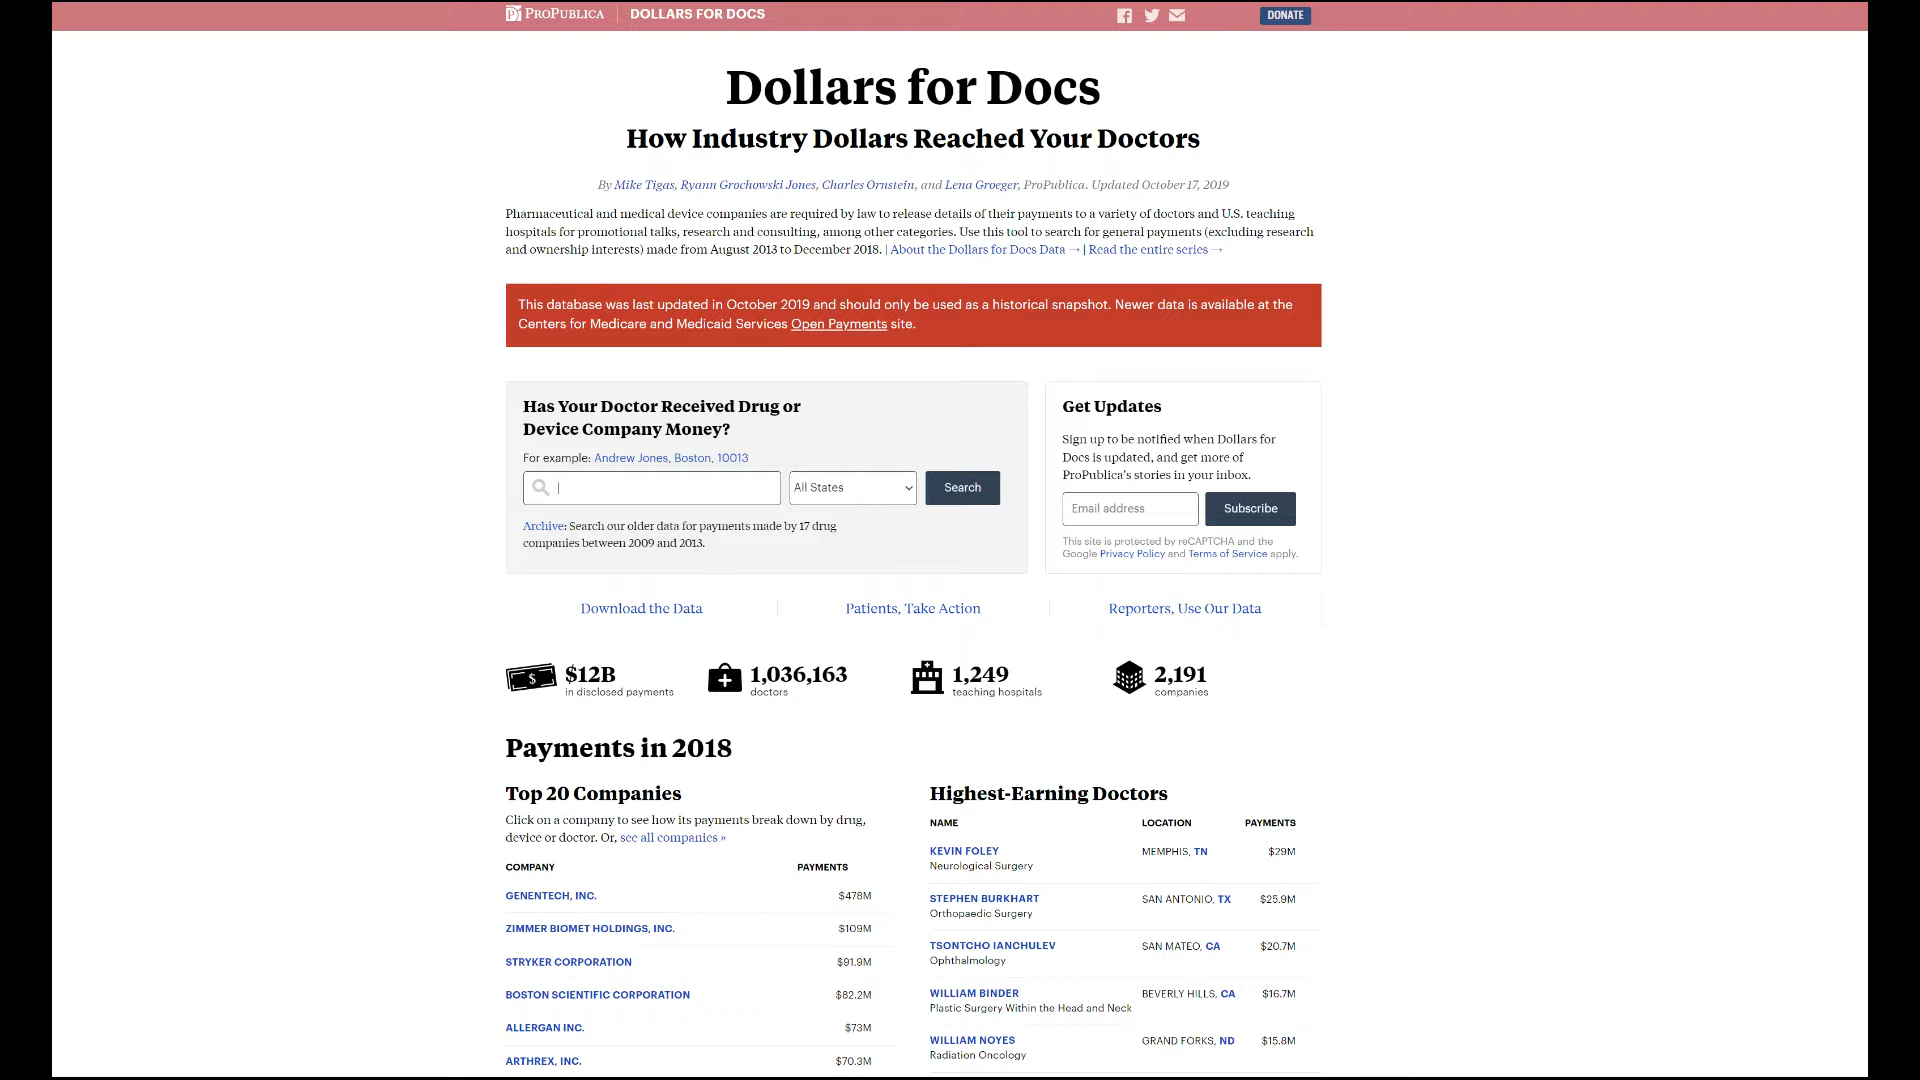 ProPublica
DOLLARS FOR DOCS
DONATE
Dollars for Docs
How Industry Dollars Reached Your Doctors
By Mike Tigas, Ryann Grochowski Jones, Charles Ornstein, and Lena Groeger, ProPublica. Updated October 17, 2019
Pharmaceutical and medical device companies are required by law to release details of their payments to a variety of doctors and U.S. teaching
hospitals for promotional talks, research and consulting, among other categories. Use this tool to search for general payments (excluding research
and ownership interests) made from August 2013 to December 2018. | About the Dollars for Docs Data → | Read the entire series →
This database was last updated in October 2019 and should only be used as a historical snapshot. Newer data is available at the
Centers for Medicare and Medicaid Services Open Payments site.
Has Your Doctor Received Drug or
Device Company Money?
For example: Andrew Jones, Boston, 10013
All States
Search
Archive: Search our older data for payments made by 17 drug
companies between 2009 and 2013.
Get Updates
Sign up to be notified when Dollars for
Docs is updated, and get more of
ProPublica's stories in your inbox.
Email address
Subscribe
This site is protected by reCAPTCHA and the
Google Privacy Policy and Terms of Service apply.
Download the Data
Patients, Take Action
Reporters, Use Our Data
$12B
in disclosed payments
1,036,163
doctors
1,249
teaching hospitals
2,191
companies
Payments in 2018
Top 20 Companies
Click on a company to see how its payments break down by drug,
device or doctor. Or, see all companies »
COMPANY PAYMENTS
GENENTECH, INC. $478M
ZIMMER BIOMET HOLDINGS, INC. $109M
STRYKER CORPORATION $91.9M
BOSTON SCIENTIFIC CORPORATION $82.2M
ALLERGAN INC. $73M
ARTHREX, INC. $70.3M
Highest-Earning Doctors
NAME LOCATION PAYMENTS
KEVIN FOLEY MEMPHIS, TN $29M
Neurological Surgery
STEPHEN BURKHART SAN ANTONIO, TX $25.9M
Orthopaedic Surgery
TSONTCHO IANCHULEV SAN MATEO, CA $20.7M
Ophthalmology
WILLIAM BINDER BEVERLY HILLS, CA $16.7M
Plastic Surgery Within the Head and Neck
WILLIAM NOYES GRAND FORKS, ND $15.8M
Radiation Oncology